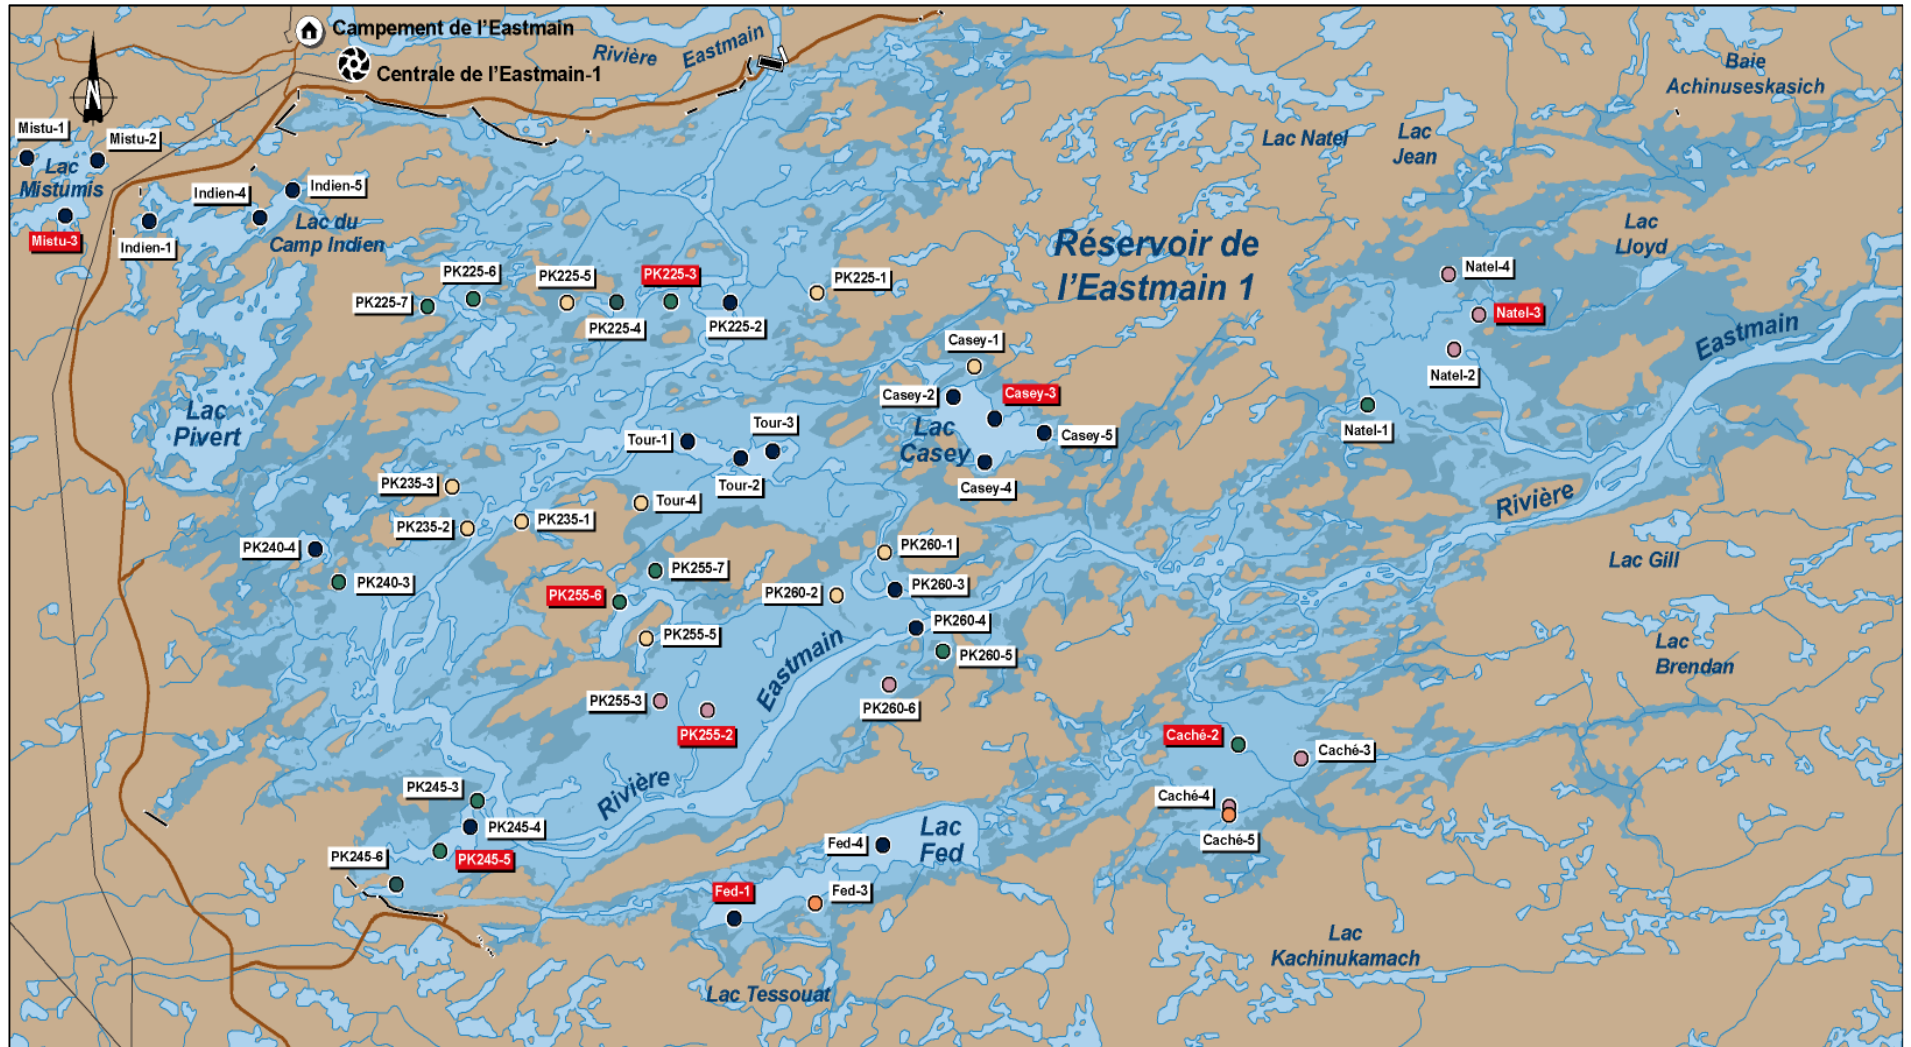 Campement de l'Eastmain
Centrale de l'Eastmain-1
Rivière Eastmain
Baie
Achinuseskasich
N
Mistu-1
Mistu-2
Lac
Mistumis
Mistu-3
Indien-4
Indien-5
Indien-1
Lac du
Camp Indien
Lac Natel
Lac
Jean
Lac
Lloyd
Réservoir de
l'Eastmain 1
PK225-7
PK225-6
PK225-5
PK225-4
PK225-3
PK225-2
PK225-1
Natel-4
Natel-3
Natel-2
Natel-1
Eastmain
Rivière
Casey-1
Casey-2
Casey-3
Lac
Casey
Casey-5
Casey-4
Lac
Pivert
Tour-1
Tour-3
Tour-2
Tour-4
PK235-3
PK235-2
PK235-1
PK240-4
PK240-3
PK255-7
PK255-6
PK255-5
PK260-1
PK260-2
PK260-3
PK260-4
PK260-5
PK260-6
Lac Gill
Lac
Brendan
Eastmain
Rivière
PK255-3
PK255-2
Caché-2
Caché-3
Caché-4
Caché-5
PK245-3
PK245-4
PK245-6
PK245-5
Fed-4
Lac
Fed
Fed-1
Fed-3
Lac
Kachinukamach
Lac Tessouat